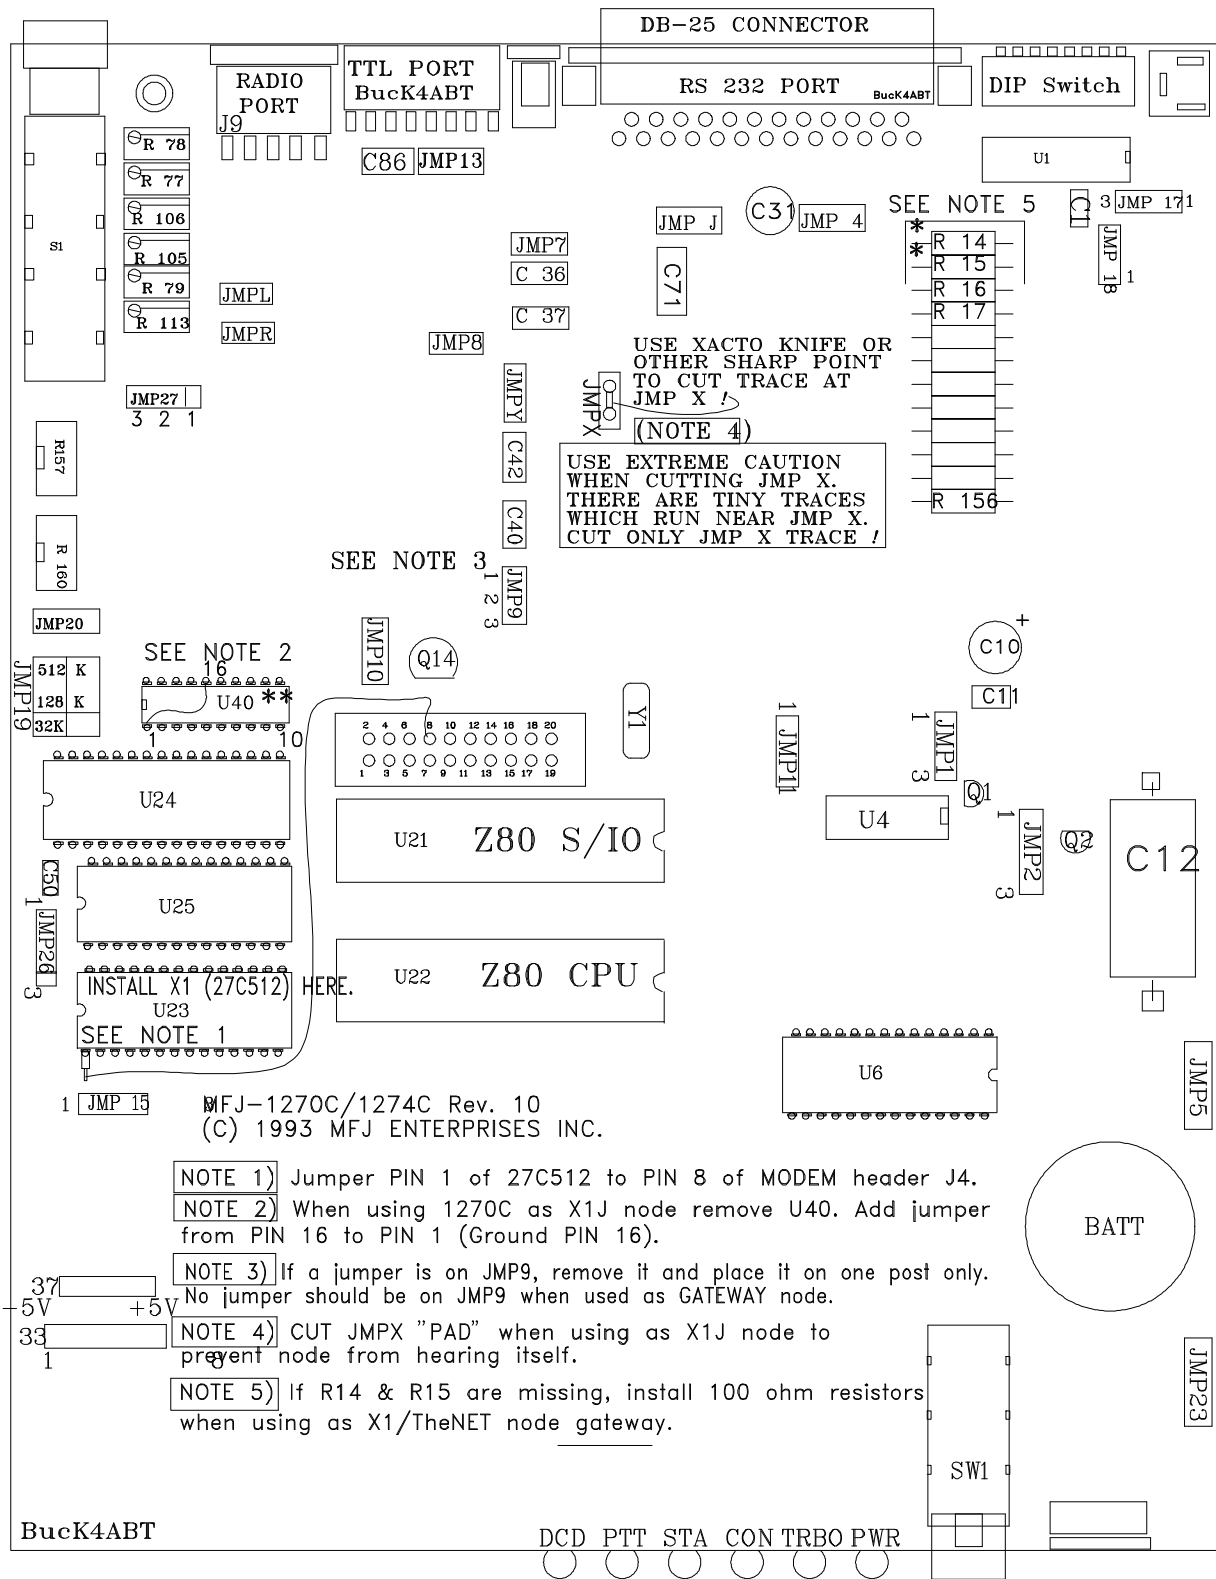 DB-25 CONNECTOR
RADIO PORT
J9
TTL PORT
BucK4ABT
RS 232 PORT
BucK4ABT
DIP Switch
R 78
R 77
R 106
R 105
R 79
R 113
S1
C86
JMP13
U1
SEE NOTE 5
C1
3 JMP 17 1
JMP 18 1
JMP J
C31
JMP 4
*
*
R 14
R 15
R 16
R 17
R 156
JMP7
C 36
C 37
C71
JMPL
JMPR
JMP8
USE XACTO KNIFE OR
OTHER SHARP POINT
TO CUT TRACE AT
JMP X !
(NOTE 4)
JMPX
JMPY
C42
C40
JMP27
3 2 1
R157
R 160
USE EXTREME CAUTION
WHEN CUTTING JMP X.
THERE ARE TINY TRACES
WHICH RUN NEAR JMP X.
CUT ONLY JMP X TRACE !
SEE NOTE 3
1 2 3
JMP9
JMP20
JMP10
Q14
C10
+
C11
SEE NOTE 2
16
U40 **
1 10
JMP19
512 K
128 K
32K
2 4 6 8 10 12 14 16 18 20
1 3 5 7 9 11 13 15 17 19
Y1
1
JMP11
1
JMP1
3
Q1
U4
1
JMP2
3
Q2
C12
U24
U21 Z80 S/IO
C50
U25
1
JMP26
3
U22 Z80 CPU
INSTALL X1 (27C512) HERE.
U23
SEE NOTE 1
U6
JMP5
1 JMP 15 8
MFJ-1270C/1274C Rev. 10
(C) 1993 MFJ ENTERPRISES INC.
NOTE 1) Jumper PIN 1 of 27C512 to PIN 8 of MODEM header J4.
NOTE 2) When using 1270C as X1J node remove U40. Add jumper
from PIN 16 to PIN 1 (Ground PIN 16).
NOTE 3) If a jumper is on JMP9, remove it and place it on one post only.
No jumper should be on JMP9 when used as GATEWAY node.
NOTE 4) CUT JMPX "PAD" when using as X1J node to
prevent node from hearing itself.
NOTE 5) If R14 & R15 are missing, install 100 ohm resistors
when using as X1/TheNET node gateway.
BATT
37
-5V +5V
33
1 8
JMP23
SW1
BucK4ABT
DCD PTT STA CON TRBO PWR